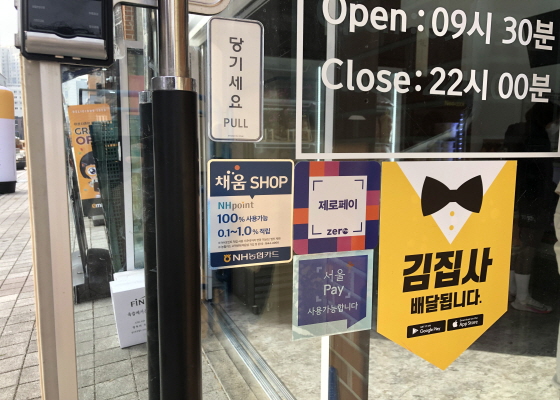 Open : 09시 30분
Close : 22시 00분
당기세요
PULL
채움 SHOP
NHpoint
100% 사용가능
0.1~1.0% 적립
NH농협카드
제로페이
zero
서울
Pay
사용가능합니다
김집사
배달됩니다.
Google Play
App Store
FIN